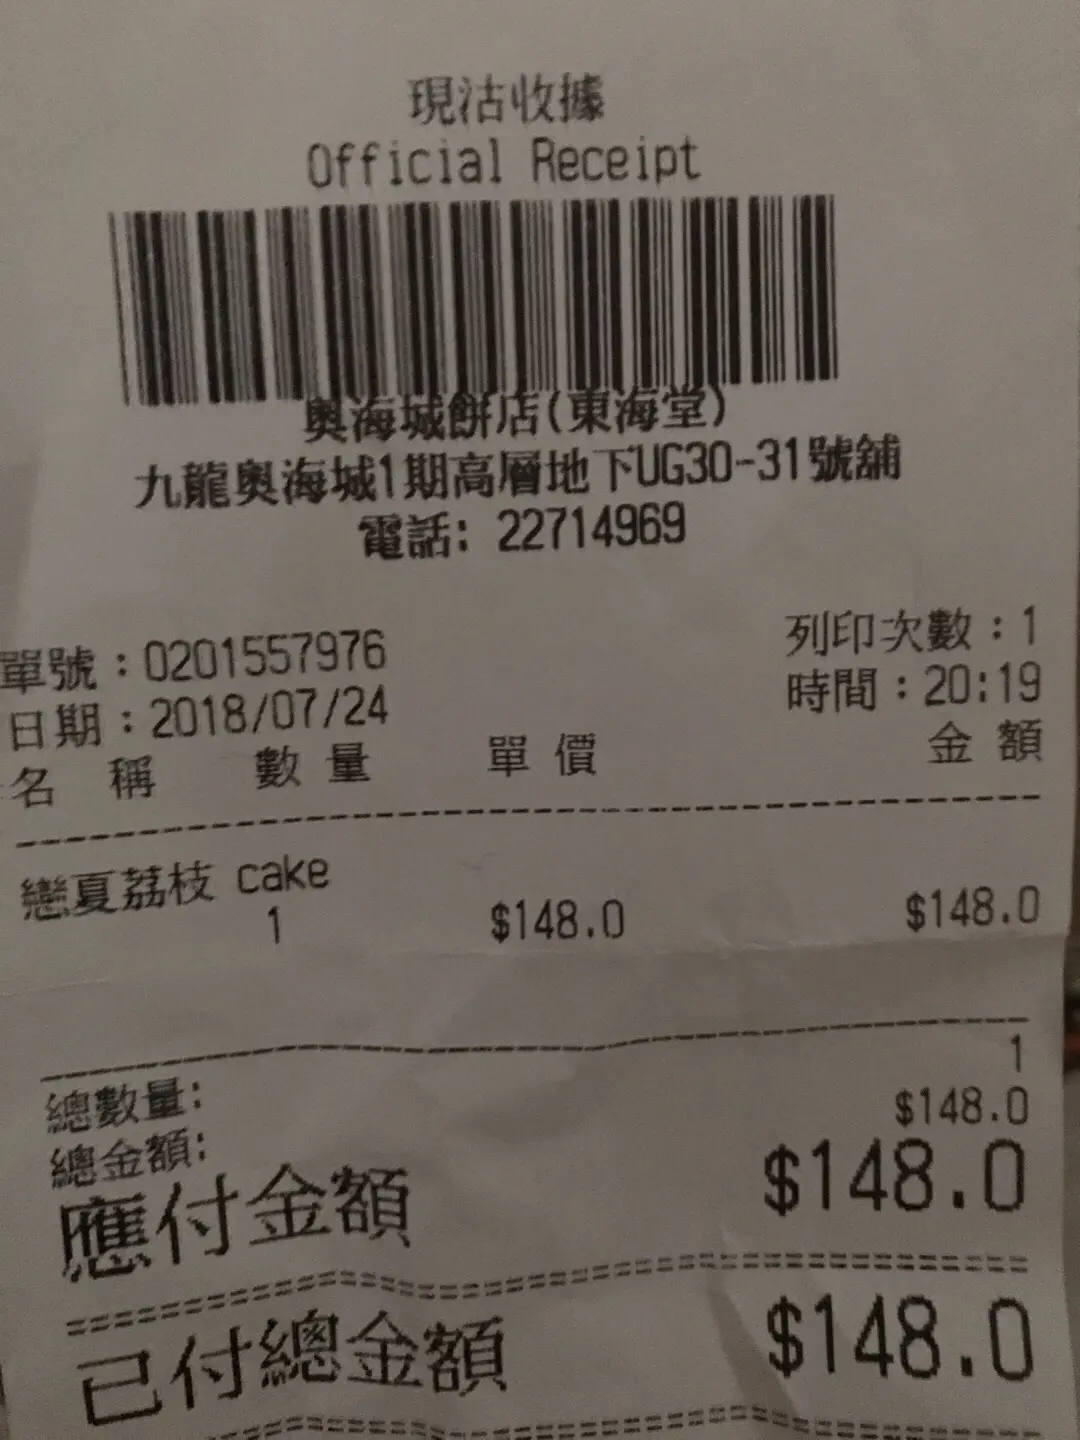 現沽收據
Official Receipt
奧海城餅店(東海堂)
九龍奧海城1期高層地下UG30-31號舖
電話: 22714969
單號：0201557976 列印次數：1
日期：2018/07/24 時間：20:19
名 稱 數 量 單 價 金 額
戀夏荔枝 cake
1 $148.0 $148.0
總數量: 1
總金額: $148.0
應付金額 $148.0
已付總金額 $148.0